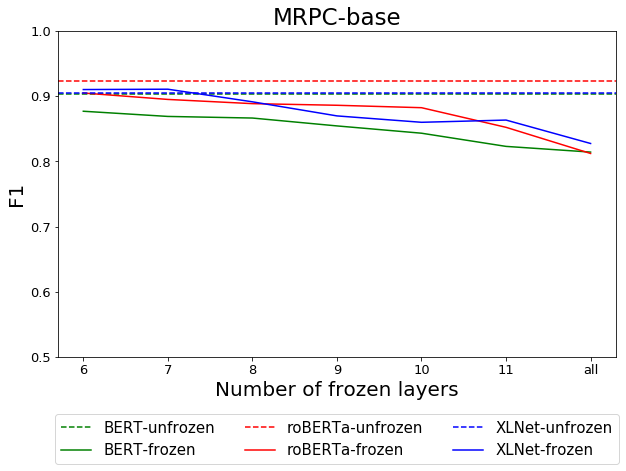 MRPC-base
1.0
0.9
0.8
0.7
0.6
0.5
F1
6 7 8 9 10 11 all
Number of frozen layers
BERT-unfrozen roBERTa-unfrozen XLNet-unfrozen
BERT-frozen roBERTa-frozen XLNet-frozen